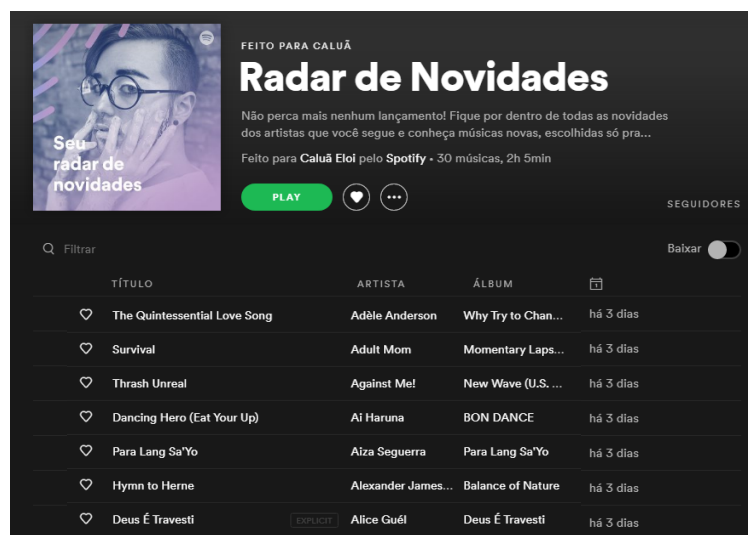 FEITO PARA CALUÃ
Radar de Novidades
Não perca mais nenhum lançamento! Fique por dentro de todas as novidades
dos artistas que você segue e conheça músicas novas, escolhidas só pra...
Feito para Caluã Eloi pelo Spotify • 30 músicas, 2h 5min
Seu
radar de
novidades
PLAY
SEGUIDORES
Filtrar
Baixar
TÍTULO ARTISTA ÁLBUM
The Quintessential Love Song Adèle Anderson Why Try to Chan... há 3 dias
Survival Adult Mom Momentary Laps... há 3 dias
Thrash Unreal Against Me! New Wave (U.S. ... há 3 dias
Dancing Hero (Eat Your Up) Ai Haruna BON DANCE há 3 dias
Para Lang Sa'Yo Aiza Seguerra Para Lang Sa'Yo há 3 dias
Hymn to Herne Alexander James... Balance of Nature há 3 dias
Deus É Travesti EXPLICIT Alice Guél Deus É Travesti há 3 dias